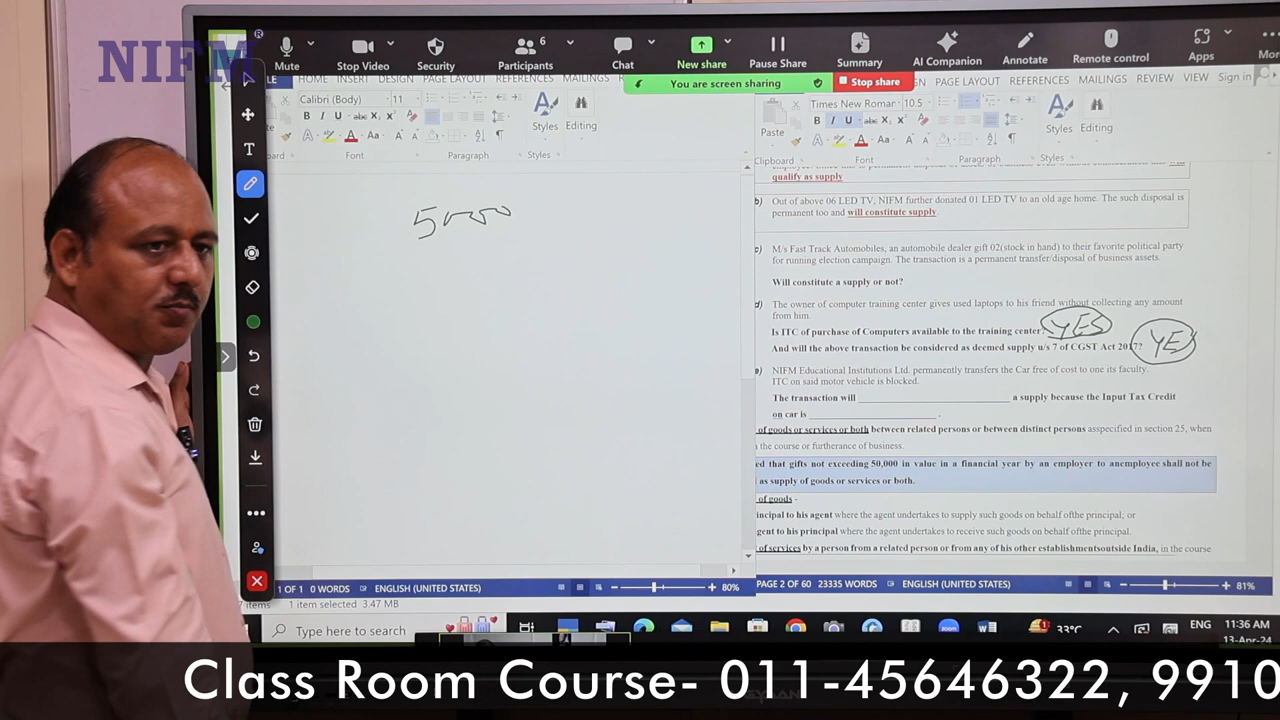 NIFM
Mute
Stop Video
Security
Participants
6
Chat
New share
Pause Share
Summary
AI Companion
Annotate
Remote control
Apps
You are screen sharing
Stop share
HOME INSERT DESIGN PAGE LAYOUT REFERENCES MAILINGS
PAGE LAYOUT REFERENCES MAILINGS REVIEW VIEW Sign in
Calibri (Body) 11
Styles Editing
Font Paragraph Styles
Times New Roman 10.5
Paste
Styles Editing
Clipboard Font Paragraph Styles
qualify as supply
b) Out of above 06 LED TV, NIFM further donated 01 LED TV to an old age home. The such disposal is
permanent too and will constitute supply.
c) M/s Fast Track Automobiles, an automobile dealer gift 02(stock in hand) to their favorite political party
for running election campaign. The transaction is a permanent transfer/disposal of business assets.
Will constitute a supply or not?
d) The owner of computer training center gives used laptops to his friend without collecting any amount
from him.
Is ITC of purchase of Computers available to the training center? YES
And will the above transaction be considered as deemed supply u/s 7 of CGST Act 2017? YE
e) NIFM Educational Institutions Ltd. permanently transfers the Car free of cost to one its faculty.
ITC on said motor vehicle is blocked.
The transaction will ______ a supply because the Input Tax Credit
on car is ______ .
of goods or services or both between related persons or between distinct persons asspecified in section 25, when
the course or furtherance of business.
ed that gifts not exceeding 50,000 in value in a financial year by an employer to anemployee shall not be
as supply of goods or services or both.
of goods -
incipal to his agent where the agent undertakes to supply such goods on behalf ofthe principal; or
gent to his principal where the agent undertakes to receive such goods on behalf ofthe principal.
of services by a person from a related person or from any of his other establishmentsoutside India, in the course
1 OF 1 0 WORDS ENGLISH (UNITED STATES) 80%
PAGE 2 OF 60 23335 WORDS ENGLISH (UNITED STATES) 81%
7 items 1 item selected 3.47 MB
Type here to search
33°C
ENG
11:36 AM
13-Apr-24
Class Room Course- 011-45646322, 9910